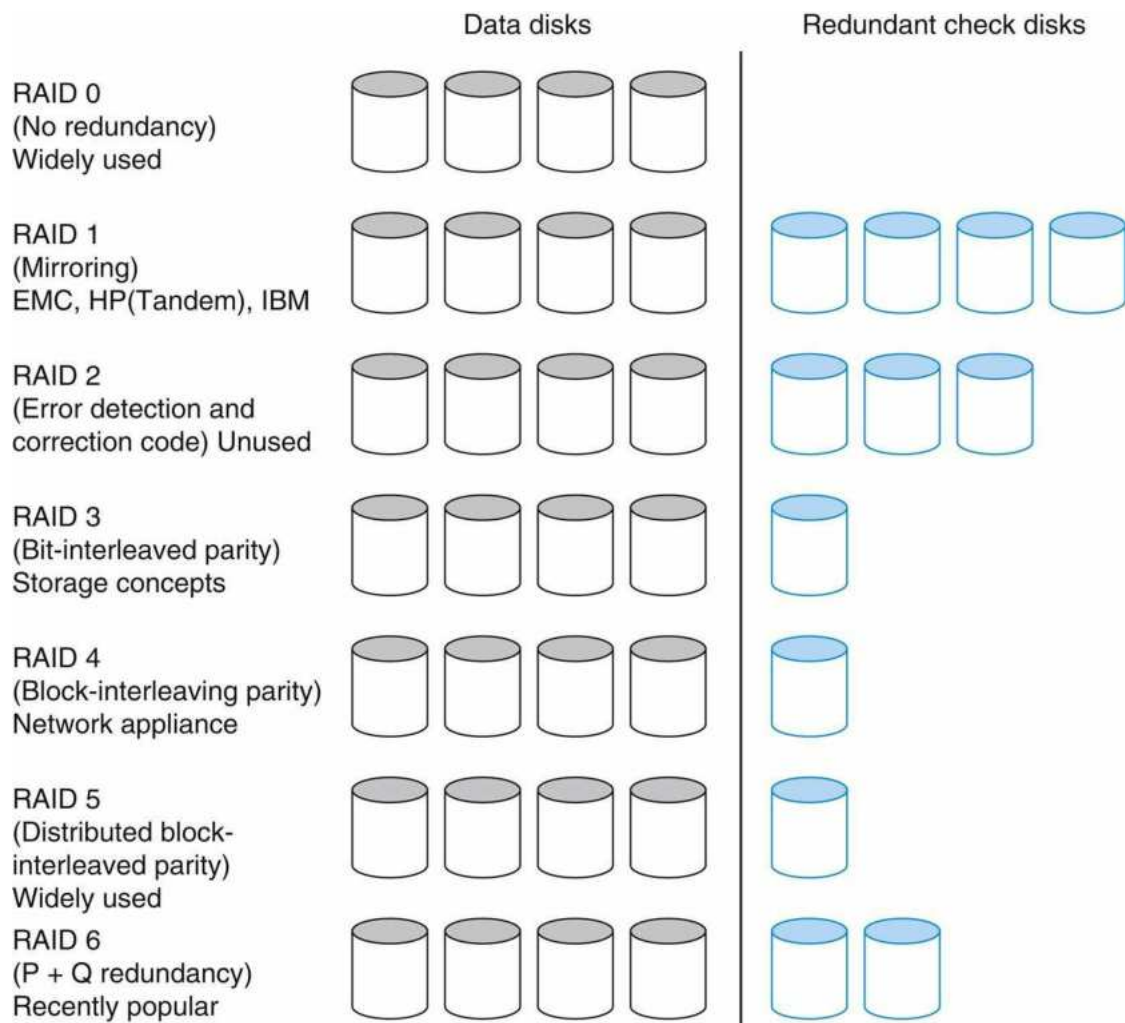 Data disks
Redundant check disks
RAID 0
(No redundancy)
Widely used
RAID 1
(Mirroring)
EMC, HP(Tandem), IBM
RAID 2
(Error detection and
correction code) Unused
RAID 3
(Bit-interleaved parity)
Storage concepts
RAID 4
(Block-interleaving parity)
Network appliance
RAID 5
(Distributed block-
interleaved parity)
Widely used
RAID 6
(P + Q redundancy)
Recently popular